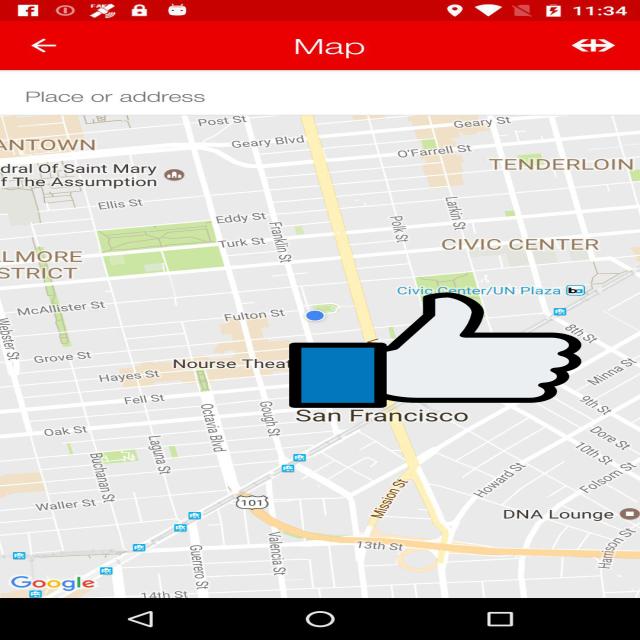 11:34
Map
Place or address
Post St
Geary St
Geary Blvd
ANTOWN
O'Farrell St
TENDERLOIN
dral Of Saint Mary
f The Assumption
Ellis St
Larkin St
Eddy St
Polk St
Franklin St
Turk St
CIVIC CENTER
LMORE
STRICT
Civic Center/UN Plaza
ba
McAllister St
Fulton St
8th St
Webster St
Grove St
Nourse Theat
Minna St
Hayes St
Fell St
9th St
San Francisco
Octavia Blvd
Gough St
Oak St
Dore St
Laguna St
10th St
Buchanan St
Folsom St
Howard St
Mission St
Waller St
101
DNA Lounge
Harrison St
13th St
Valencia St
Guerrero St
Google
14th St